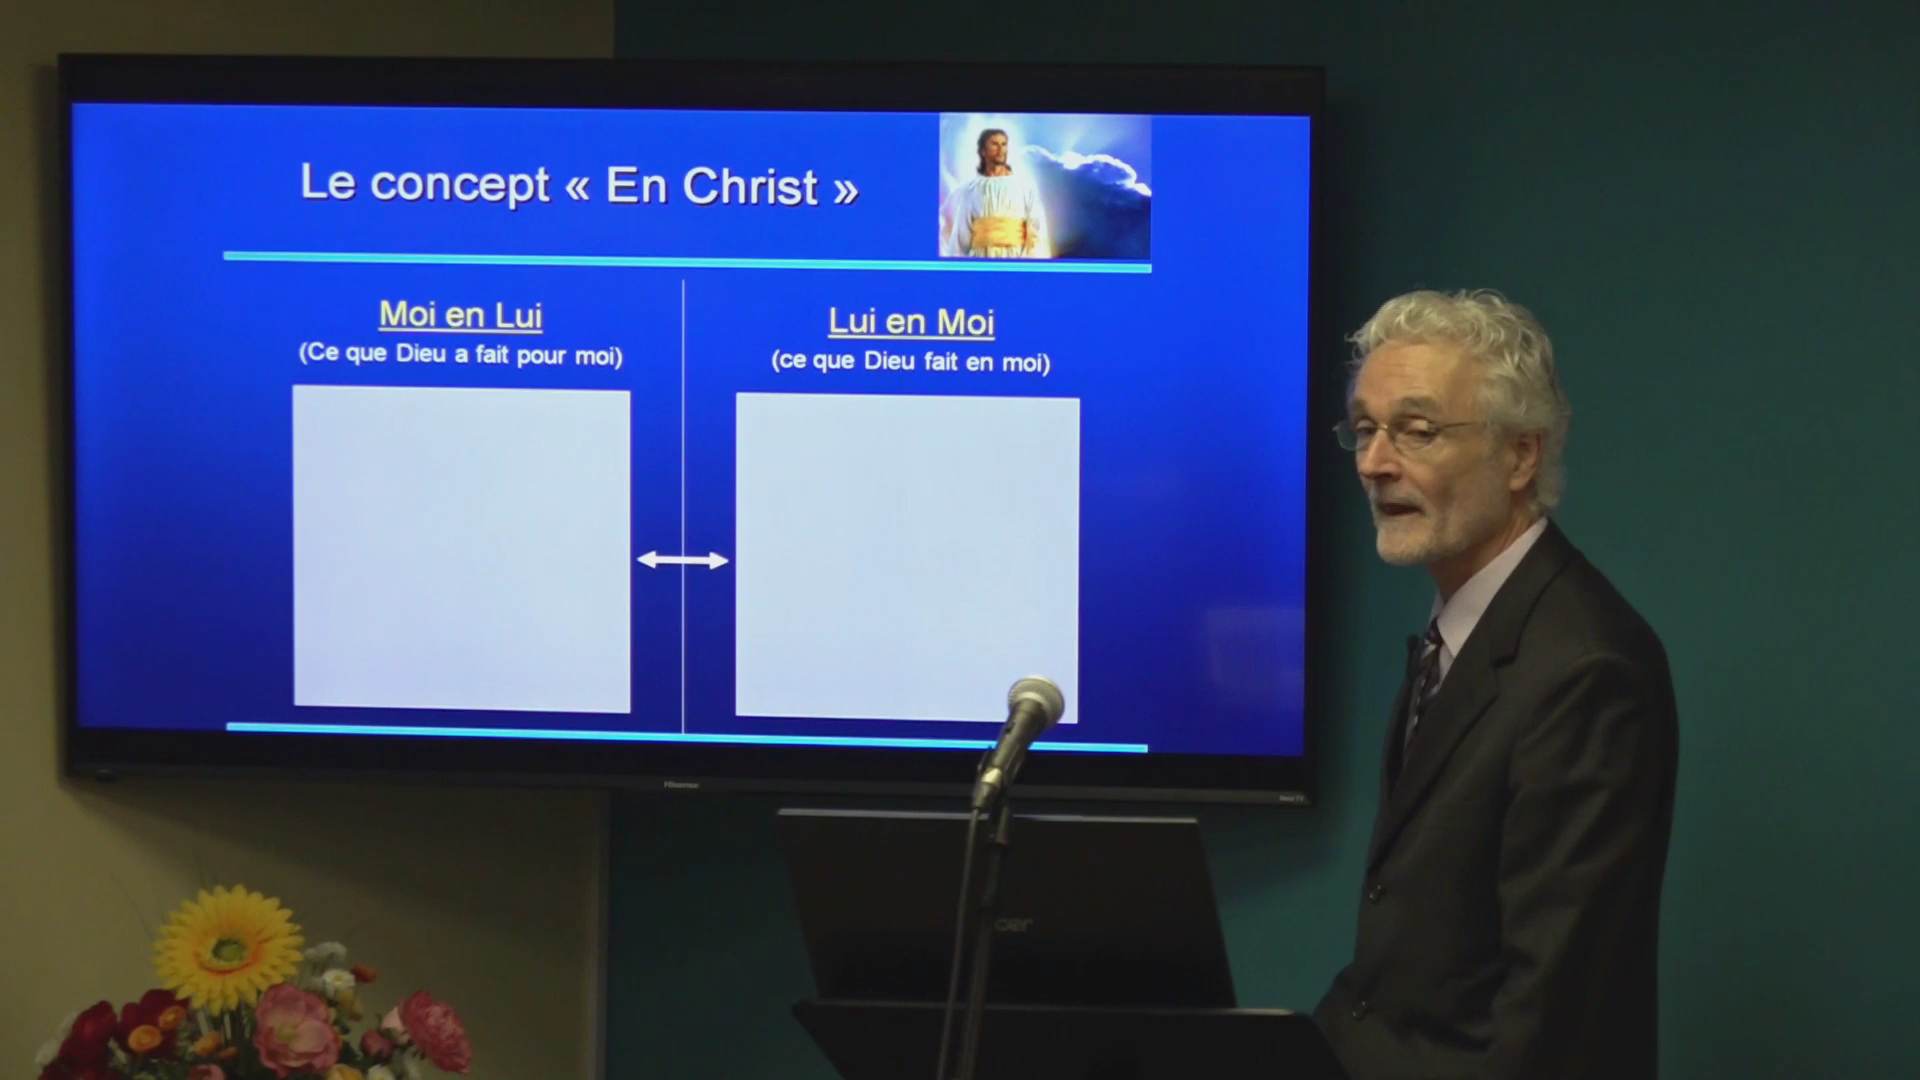 Le concept « En Christ »
Moi en Lui
(Ce que Dieu a fait pour moi)
Lui en Moi
(ce que Dieu fait en moi)
Hisense